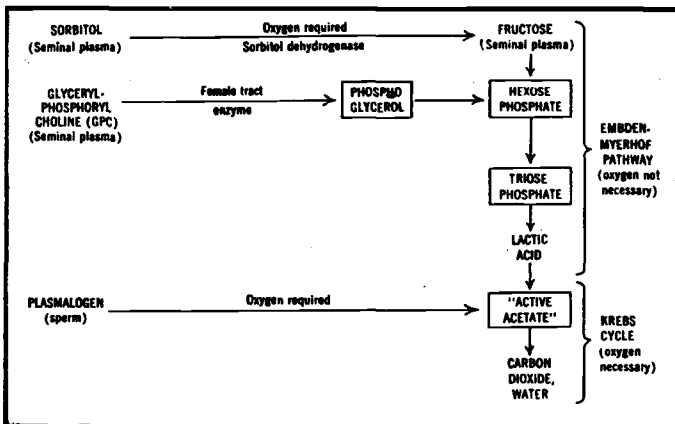 SORBITOL
(Seminal plasma)
Oxygen required
Sorbitol dehydrogenase
FRUCTOSE
(Seminal plasma)
GLYCERYL-
PHOSPHORYL
CHOLINE (GPC)
(Seminal plasma)
Female tract
enzyme
PHOSPHO
GLYCEROL
HEXOSE
PHOSPHATE
TRIOSE
PHOSPHATE
LACTIC
ACID
EMBDEN-
MYERHOF
PATHWAY
(oxygen not
necessary)
PLASMALOGEN
(sperm)
Oxygen required
"ACTIVE
ACETATE"
CARBON
DIOXIDE,
WATER
KREBS
CYCLE
(oxygen
necessary)